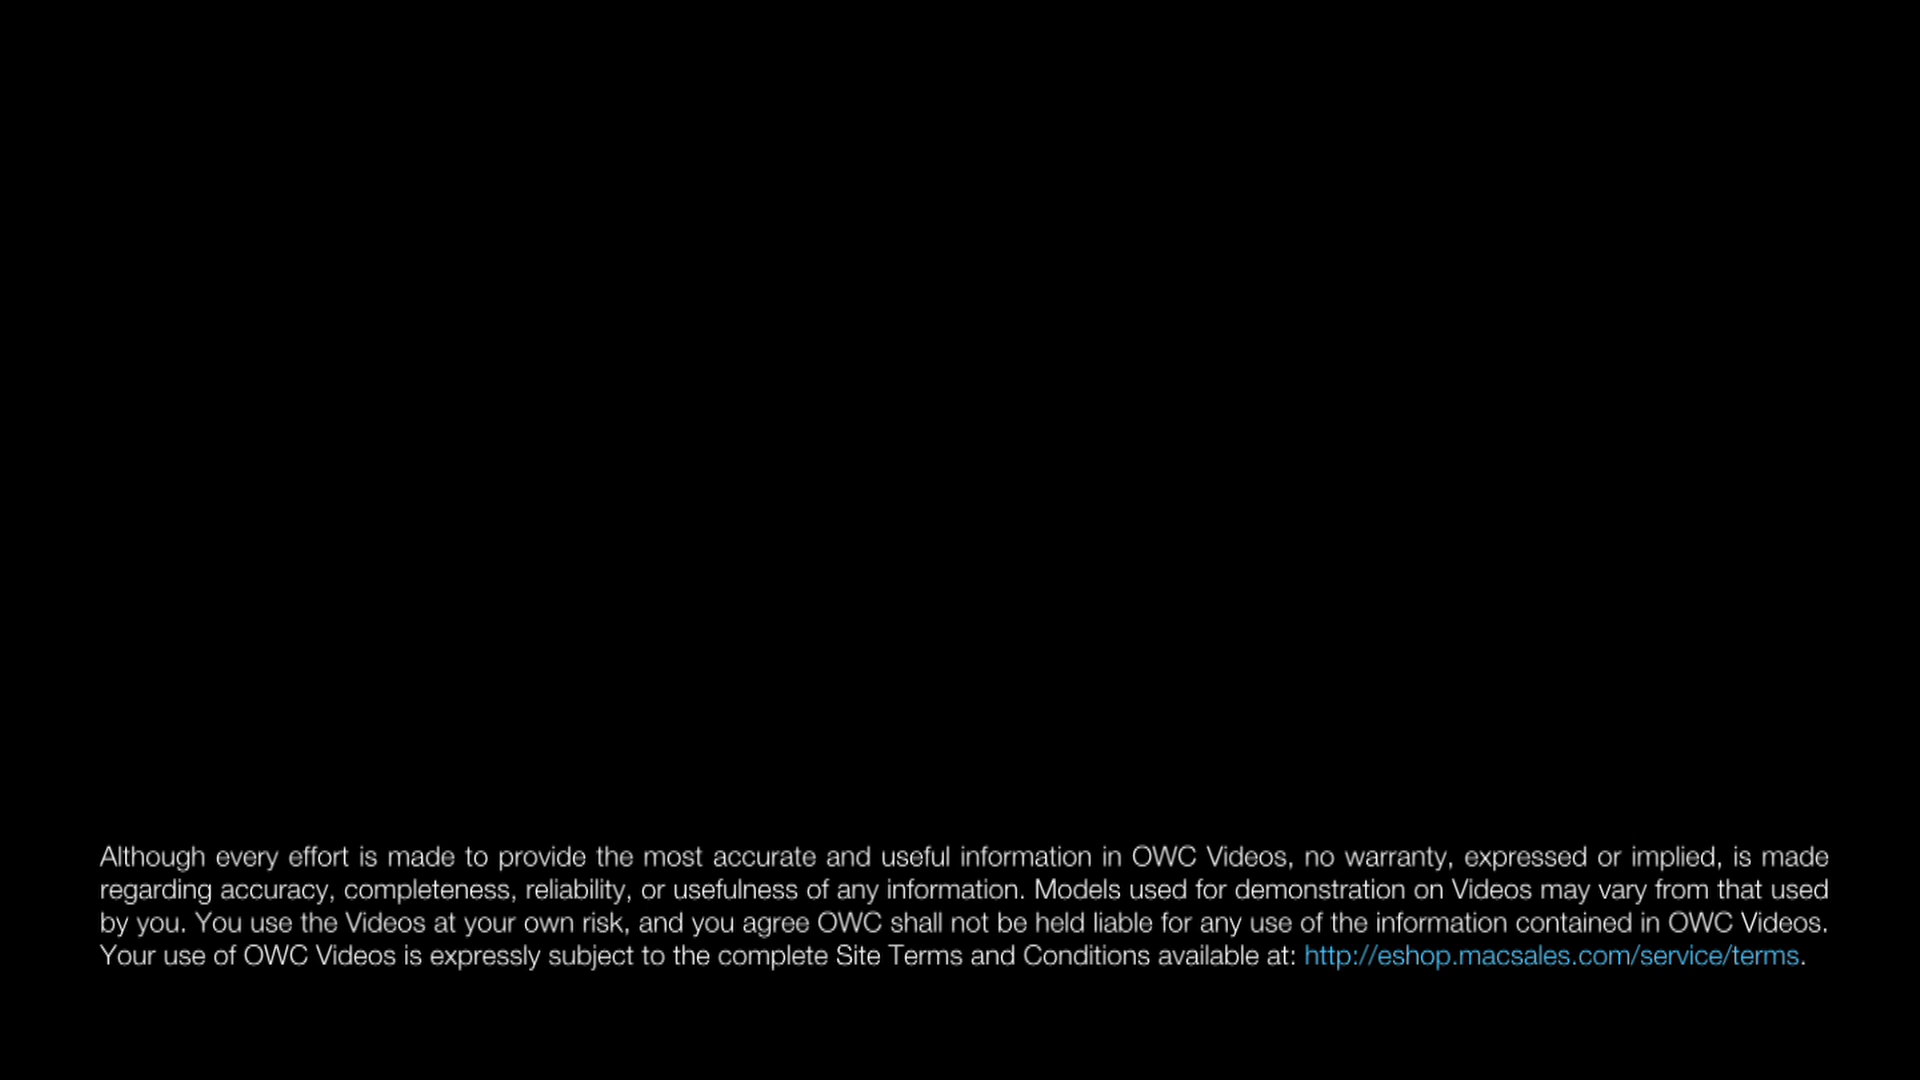 Although every effort is made to provide the most accurate and useful information in OWC Videos, no warranty, expressed or implied, is made
regarding accuracy, completeness, reliability, or usefulness of any information. Models used for demonstration on Videos may vary from that used
by you. You use the Videos at your own risk, and you agree OWC shall not be held liable for any use of the information contained in OWC Videos.
Your use of OWC Videos is expressly subject to the complete Site Terms and Conditions available at: http://eshop.macsales.com/service/terms.